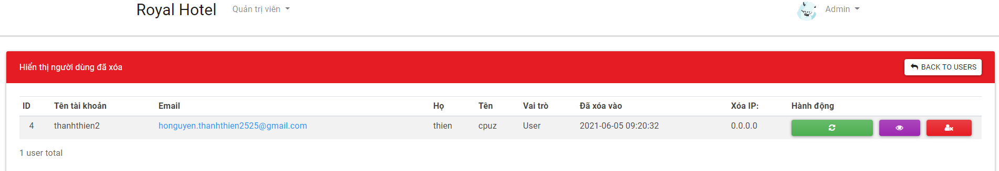 Royal Hotel Quản trị viên Admin
Hiển thị người dùng đã xóa BACK TO USERS
ID Tên tài khoản Email Họ Tên Vai trò Đã xóa vào Xóa IP: Hành động
4 thanhthien2 honguyen.thanhthien2525@gmail.com thien cpuz User 2021-06-05 09:20:32 0.0.0.0
1 user total